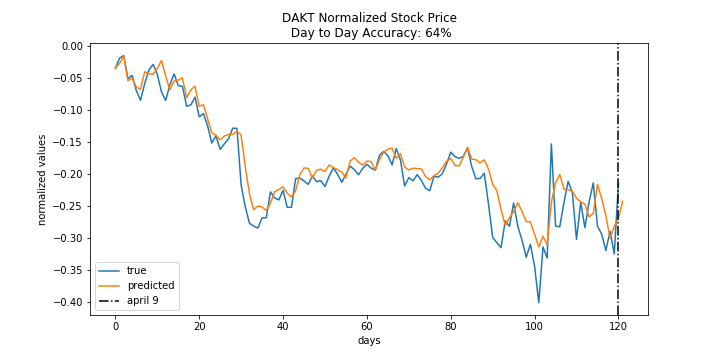 DAKT Normalized Stock Price
Day to Day Accuracy: 64%
0.00
−0.05
−0.10
−0.15
−0.20
−0.25
−0.30
−0.35
−0.40
normalized values
true
predicted
april 9
0 20 40 60 80 100 120
days